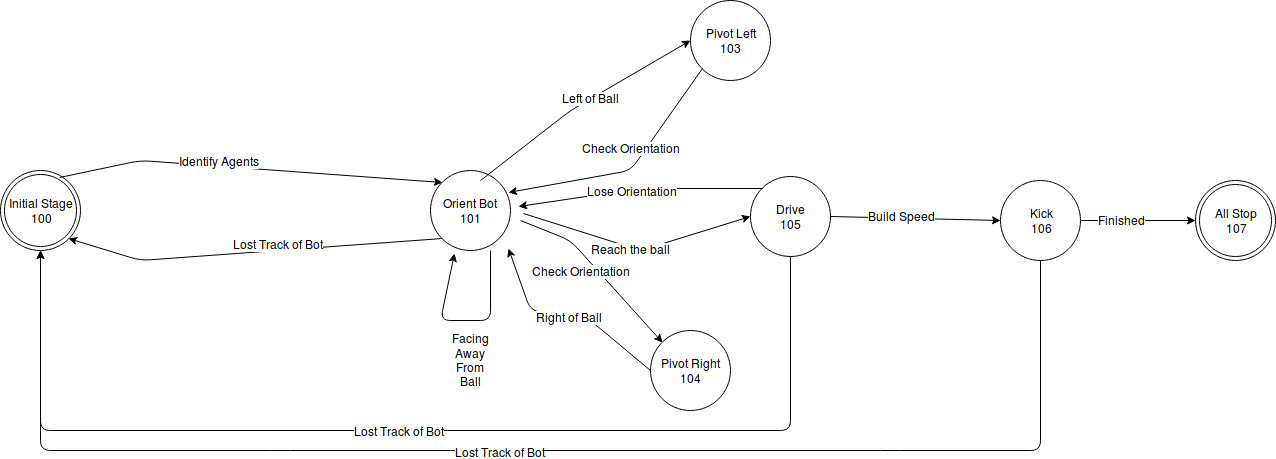 Pivot Left
103
Left of Ball
Check Orientation
Identify Agents
Lose Orientation
Initial Stage
100
Orient Bot
101
Drive
105
Build Speed
Kick
106
Finished
All Stop
107
Lost Track of Bot
Reach the ball
Check Orientation
Right of Ball
Facing
Away
From
Ball
Pivot Right
104
Lost Track of Bot
Lost Track of Bot